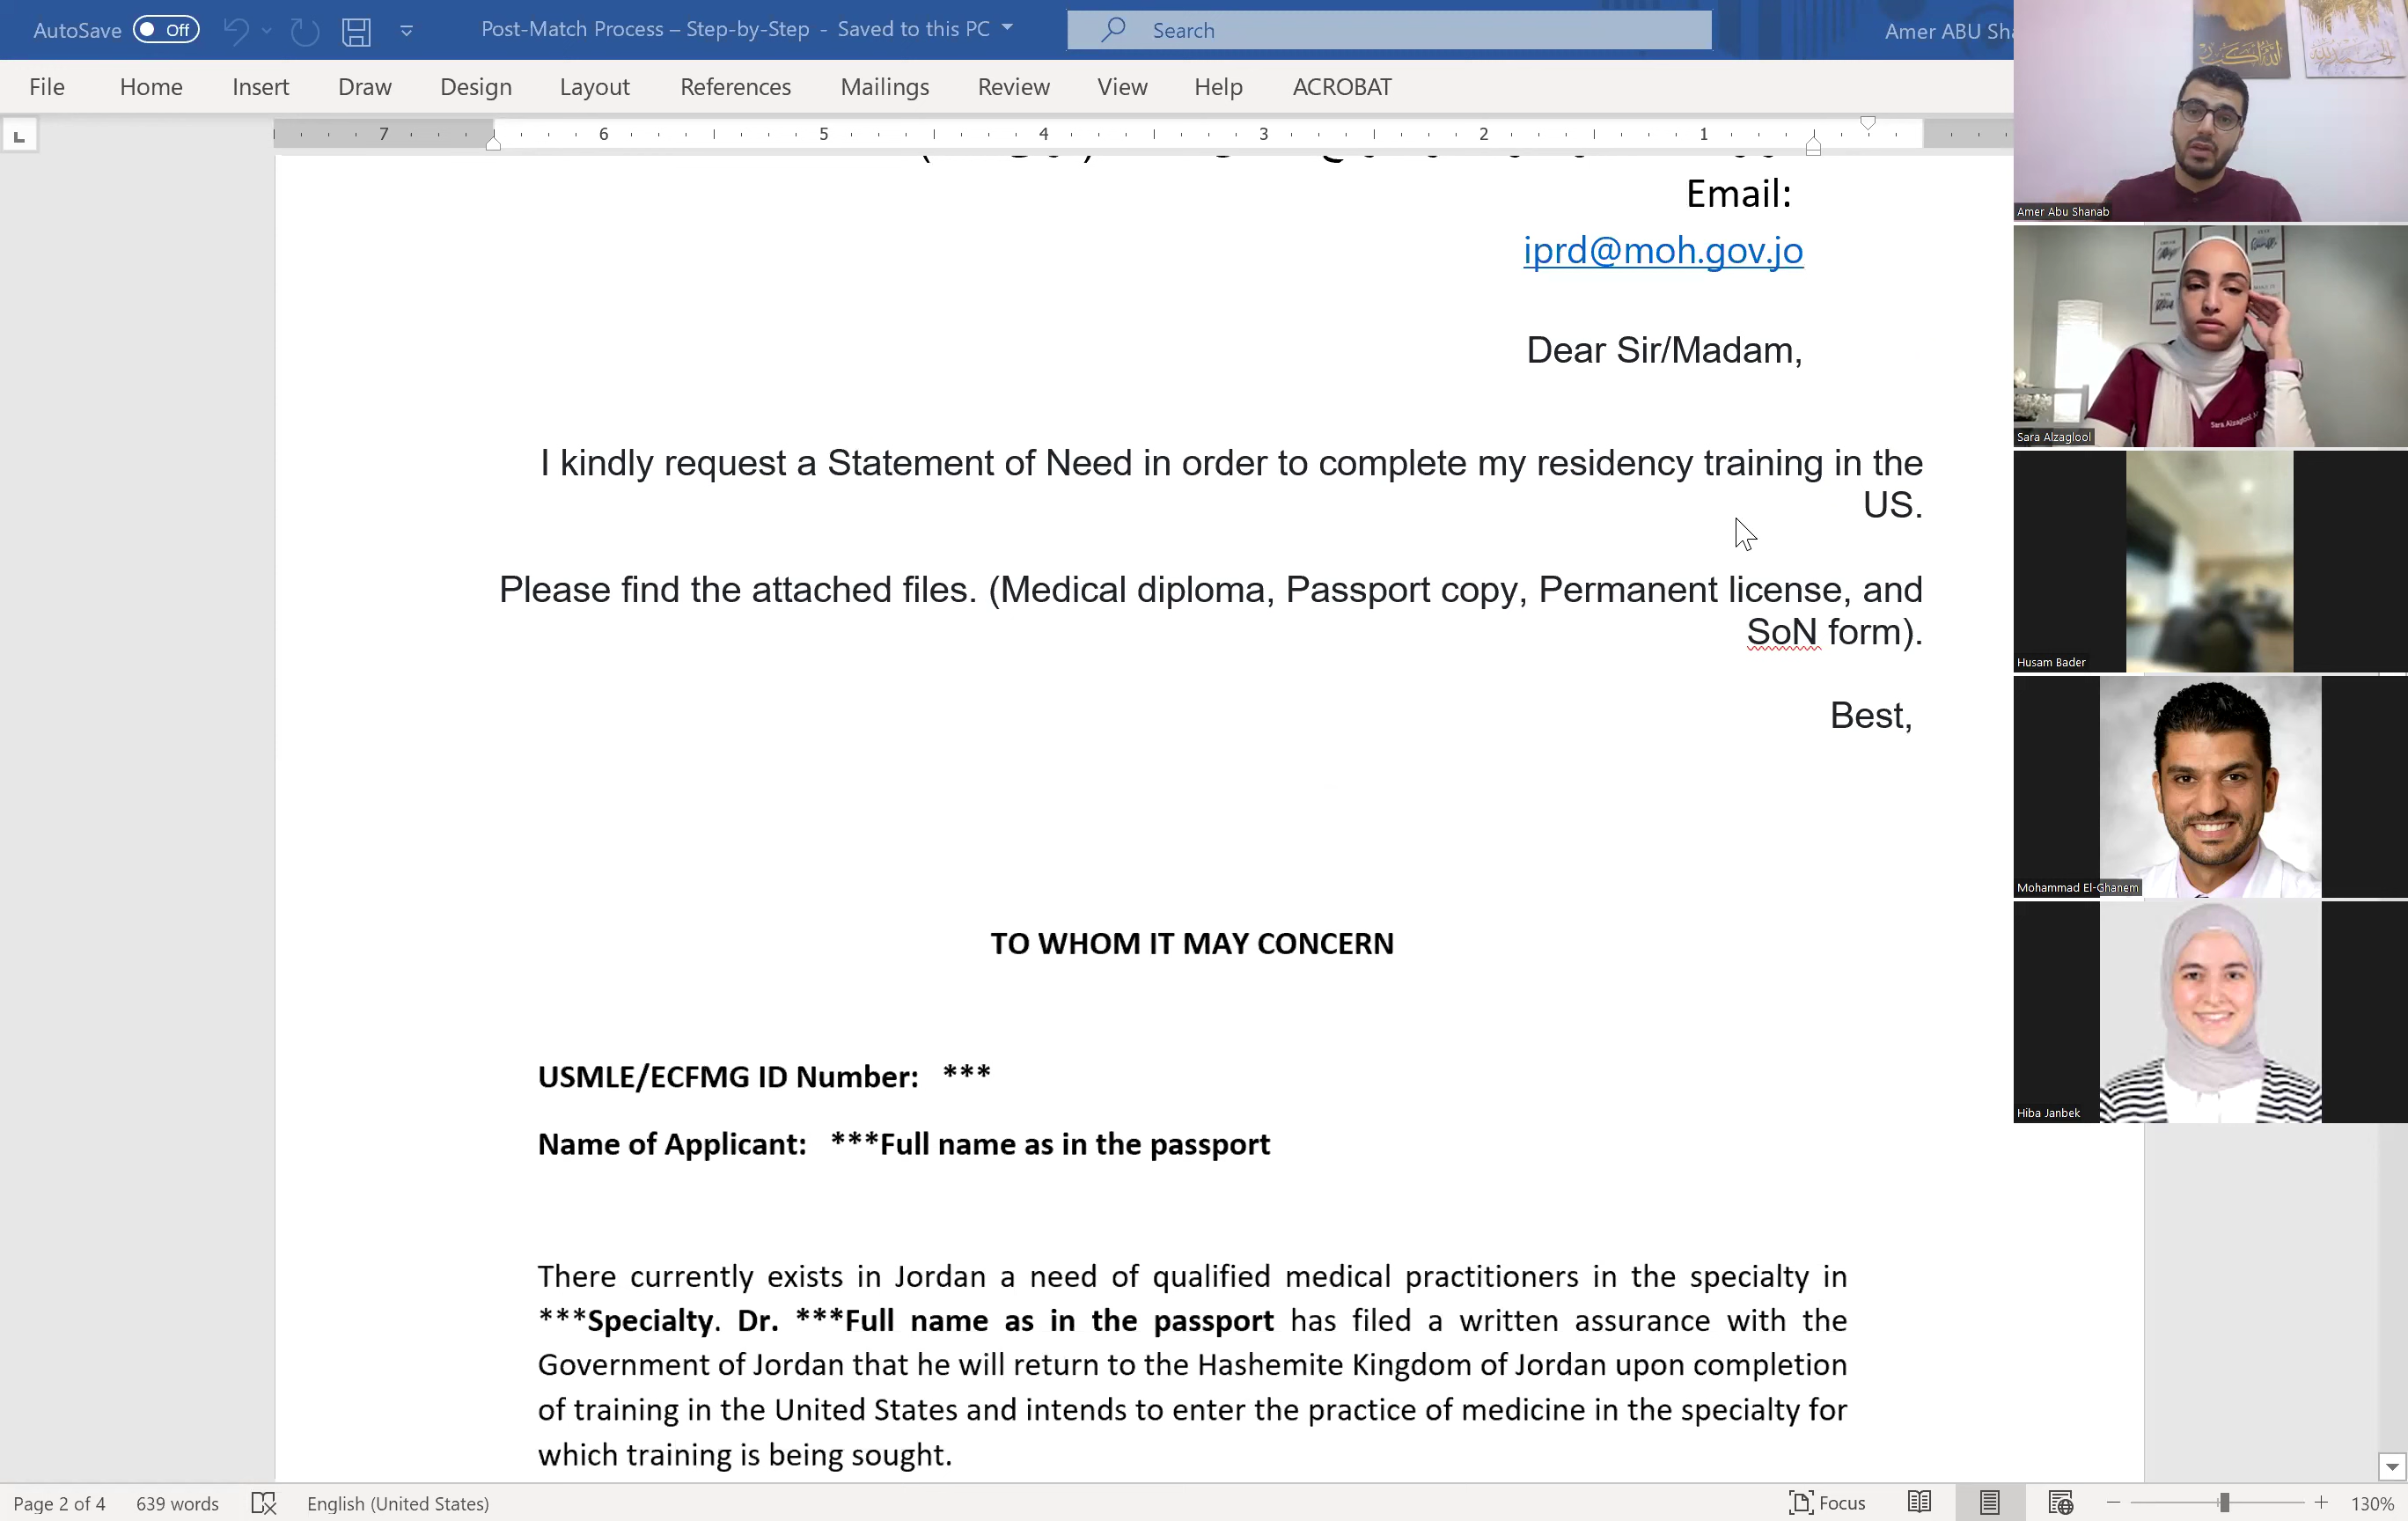 AutoSave Off Post-Match Process – Step-by-Step - Saved to this PC Search Amer ABU Sha
File Home Insert Draw Design Layout References Mailings Review View Help ACROBAT
7 6 5 4 3 2 1
Email:
iprd@moh.gov.jo
Dear Sir/Madam,
I kindly request a Statement of Need in order to complete my residency training in the
US.
Please find the attached files. (Medical diploma, Passport copy, Permanent license, and
SoN form).
Best,
TO WHOM IT MAY CONCERN
USMLE/ECFMG ID Number: ***
Name of Applicant: ***Full name as in the passport
There currently exists in Jordan a need of qualified medical practitioners in the specialty in
***Specialty. Dr. ***Full name as in the passport has filed a written assurance with the
Government of Jordan that he will return to the Hashemite Kingdom of Jordan upon completion
of training in the United States and intends to enter the practice of medicine in the specialty for
which training is being sought.
Page 2 of 4 639 words English (United States) Focus 130%
Amer Abu Shanab
Sara Alzaglool
Husam Bader
Mohammad El-Ghanem
Hiba Janbek